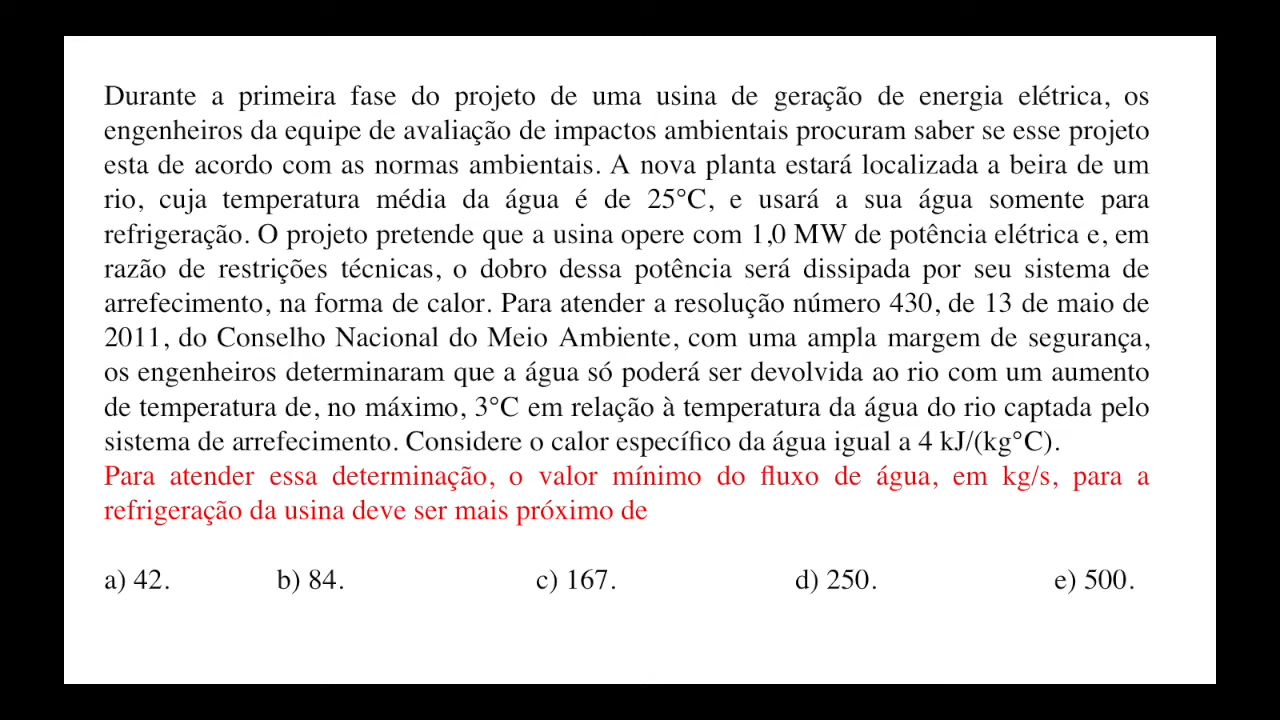 Durante a primeira fase do projeto de uma usina de geração de energia elétrica, os
engenheiros da equipe de avaliação de impactos ambientais procuram saber se esse projeto
esta de acordo com as normas ambientais. A nova planta estará localizada a beira de um
rio, cuja temperatura média da água é de 25°C, e usará a sua água somente para
refrigeração. O projeto pretende que a usina opere com 1,0 MW de potência elétrica e, em
razão de restrições técnicas, o dobro dessa potência será dissipada por seu sistema de
arrefecimento, na forma de calor. Para atender a resolução número 430, de 13 de maio de
2011, do Conselho Nacional do Meio Ambiente, com uma ampla margem de segurança,
os engenheiros determinaram que a água só poderá ser devolvida ao rio com um aumento
de temperatura de, no máximo, 3°C em relação à temperatura da água do rio captada pelo
sistema de arrefecimento. Considere o calor específico da água igual a 4 kJ/(kg°C).
Para atender essa determinação, o valor mínimo do fluxo de água, em kg/s, para a
refrigeração da usina deve ser mais próximo de
a) 42. b) 84. c) 167. d) 250. e) 500.